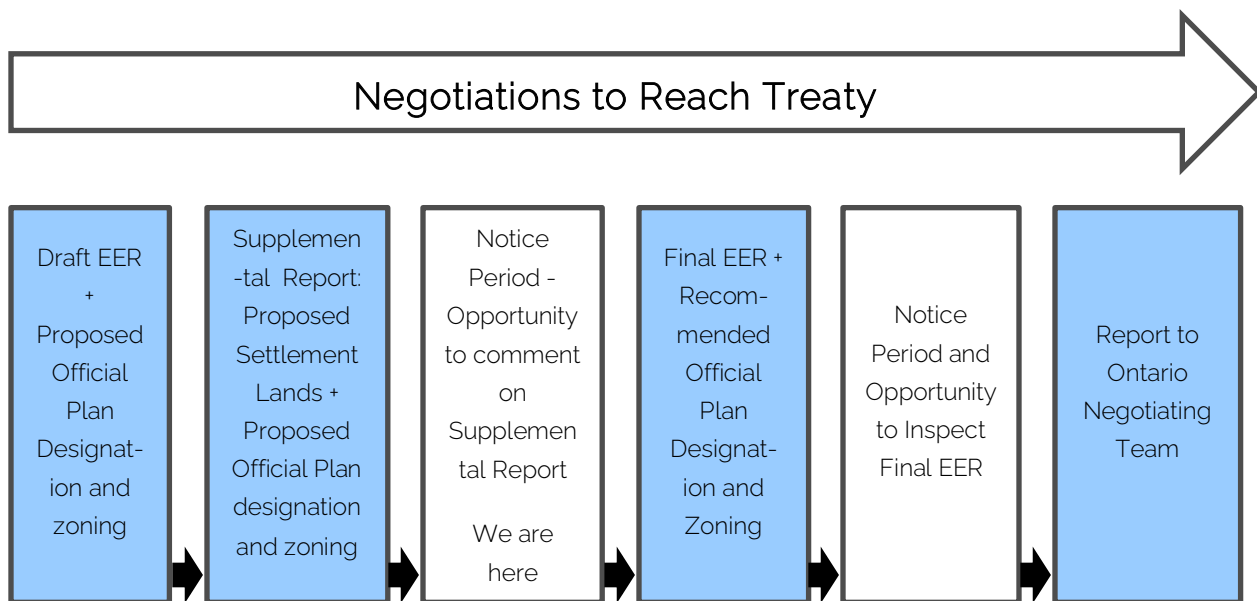 Negotiations to Reach Treaty
Draft EER
+
Proposed
Official
Plan
Designat-
ion and
zoning
Supplemen
-tal Report:
Proposed
Settlement
Lands +
Proposed
Official Plan
designation
and zoning
Notice
Period -
Opportunity
to comment
on
Supplemen
tal Report
We are
here
Final EER +
Recom-
mended
Official
Plan
Designat-
ion and
Zoning
Notice
Period and
Opportunity
to Inspect
Final EER
Report to
Ontario
Negotiating
Team